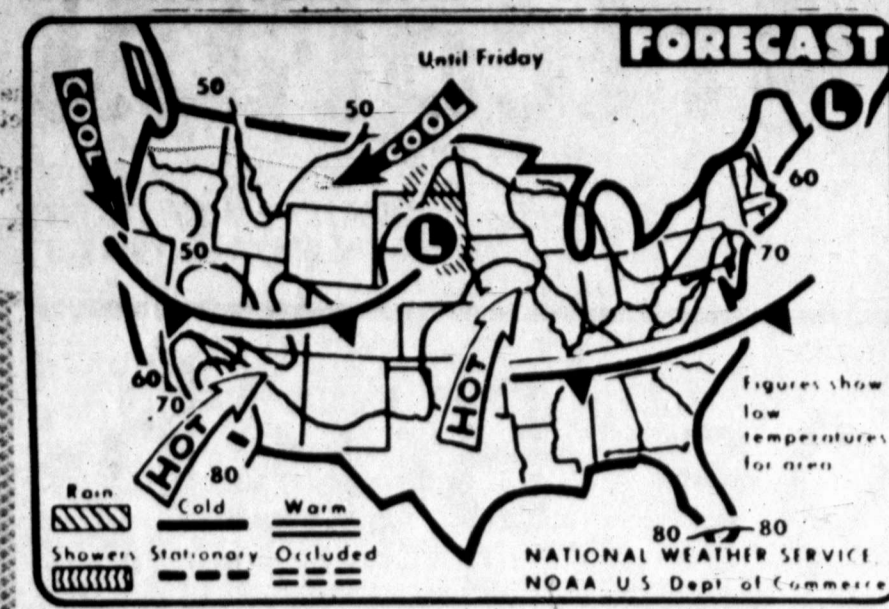 FORECAST
Until Friday
L
COOL
50
50
COOL
60
L
50
70
60
70
HOT
HOT
80
Figures show
low
temperatures
for area
Rain
Cold
Warm
Showers
Stationary
Occluded
80
80
NATIONAL WEATHER SERVICE,
NOAA U S Dept of Commerce